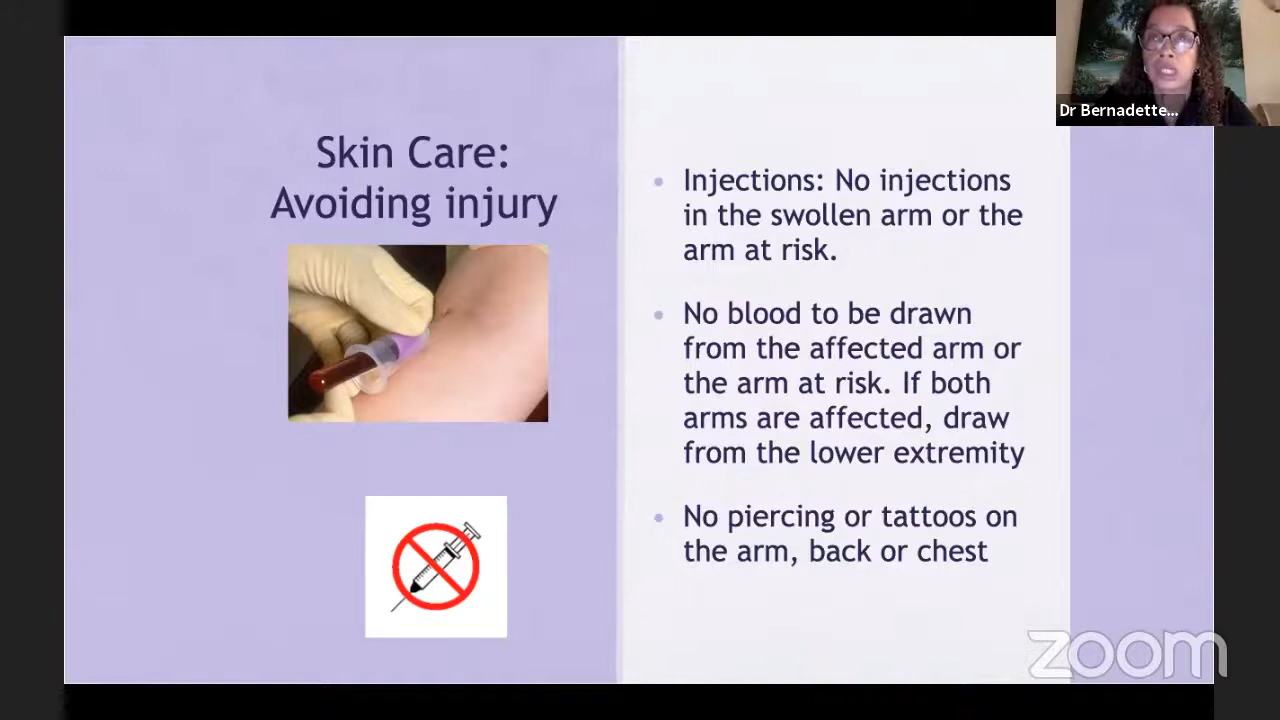 Dr Bernadette...
Skin Care:
Avoiding injury
• Injections: No injections
in the swollen arm or the
arm at risk.
• No blood to be drawn
from the affected arm or
the arm at risk. If both
arms are affected, draw
from the lower extremity
• No piercing or tattoos on
the arm, back or chest
zoom